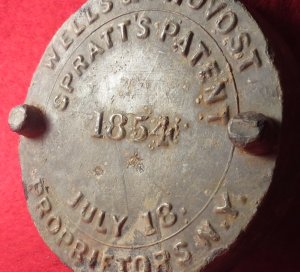 WELLS & PROVOST
SPRATT'S PATENT
1854
JULY 18.
PROPRIETORS. N.Y.